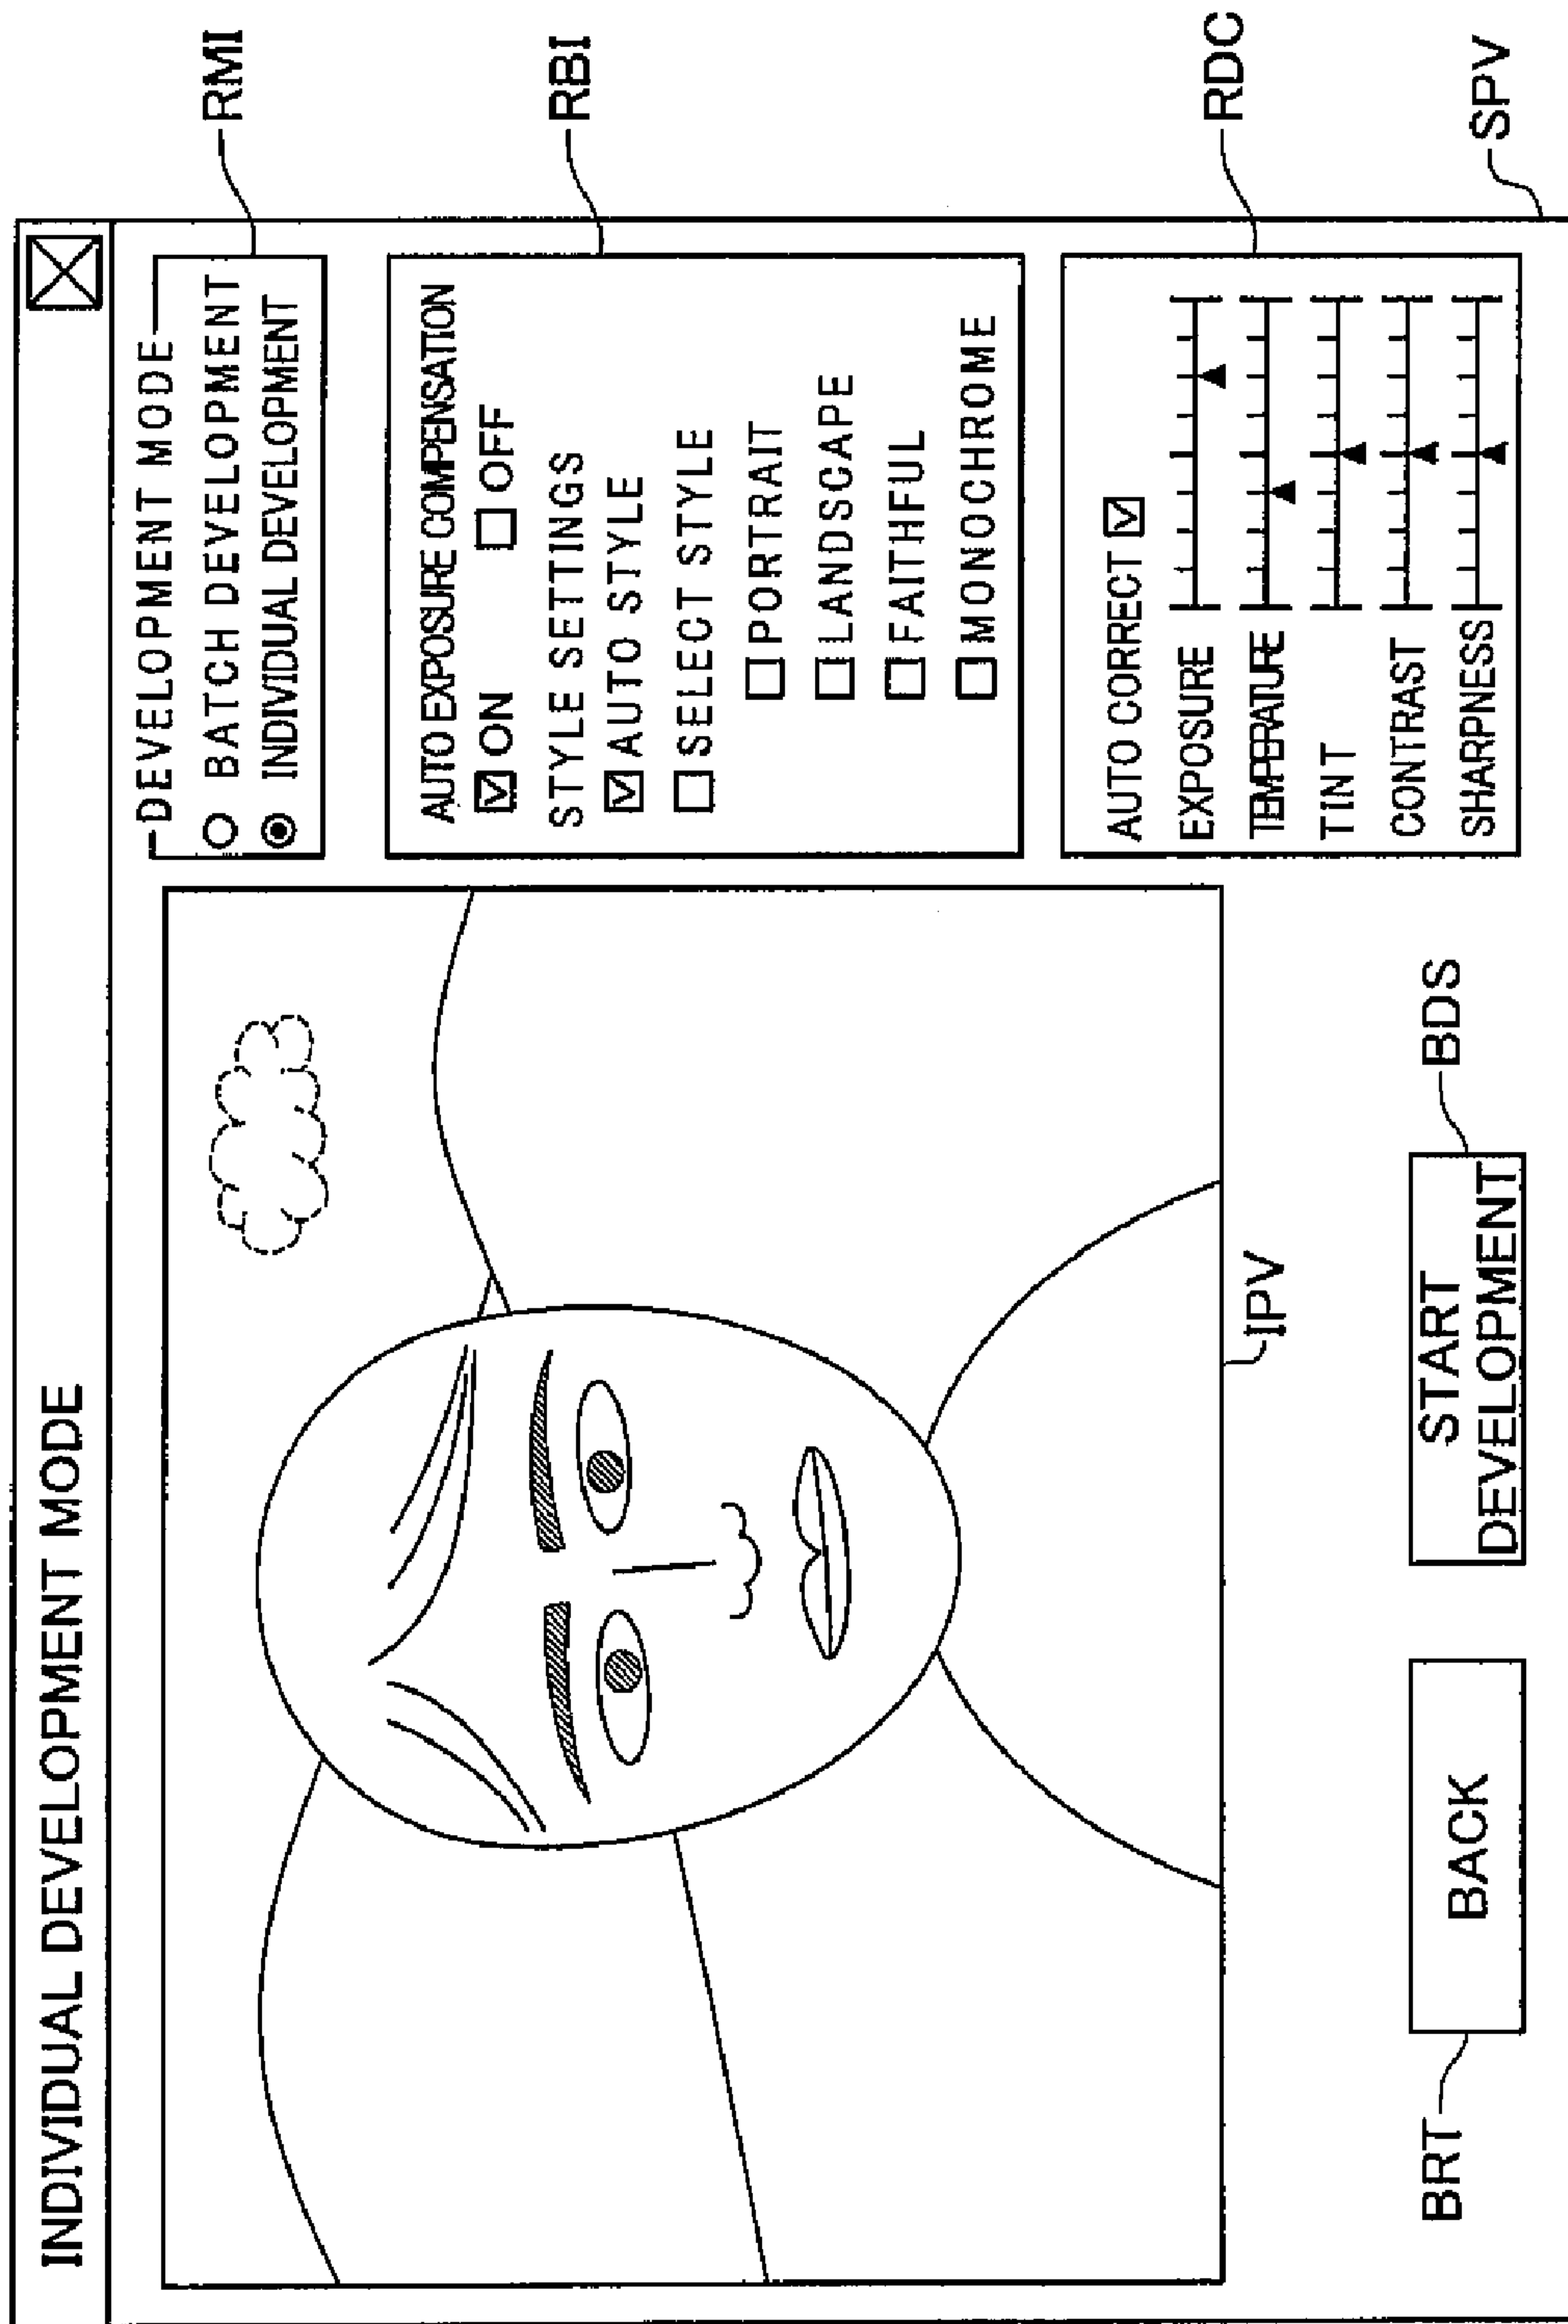 INDIVIDUAL DEVELOPMENT MODE
DEVELOPMENT MODE
BATCH DEVELOPMENT
INDIVIDUAL DEVELOPMENT
RMI
AUTO EXPOSURE COMPENSATION
ON OFF
STYLE SETTINGS
AUTO STYLE
SELECT STYLE
PORTRAIT
LANDSCAPE
FAITHFUL
MONOCHROME
RBI
AUTO CORRECT
EXPOSURE
TEMPERATURE
TINT
CONTRAST
SHARPNESS
RDC
SPV
IPV
BRT
BACK
START
DEVELOPMENT
BDS